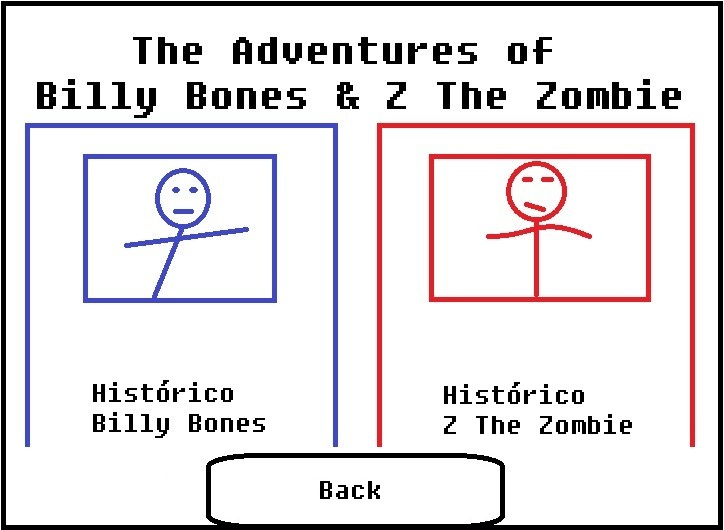 The Adventures of
Billy Bones & Z The Zombie
Histórico
Billy Bones
Histórico
Z The Zombie
Back